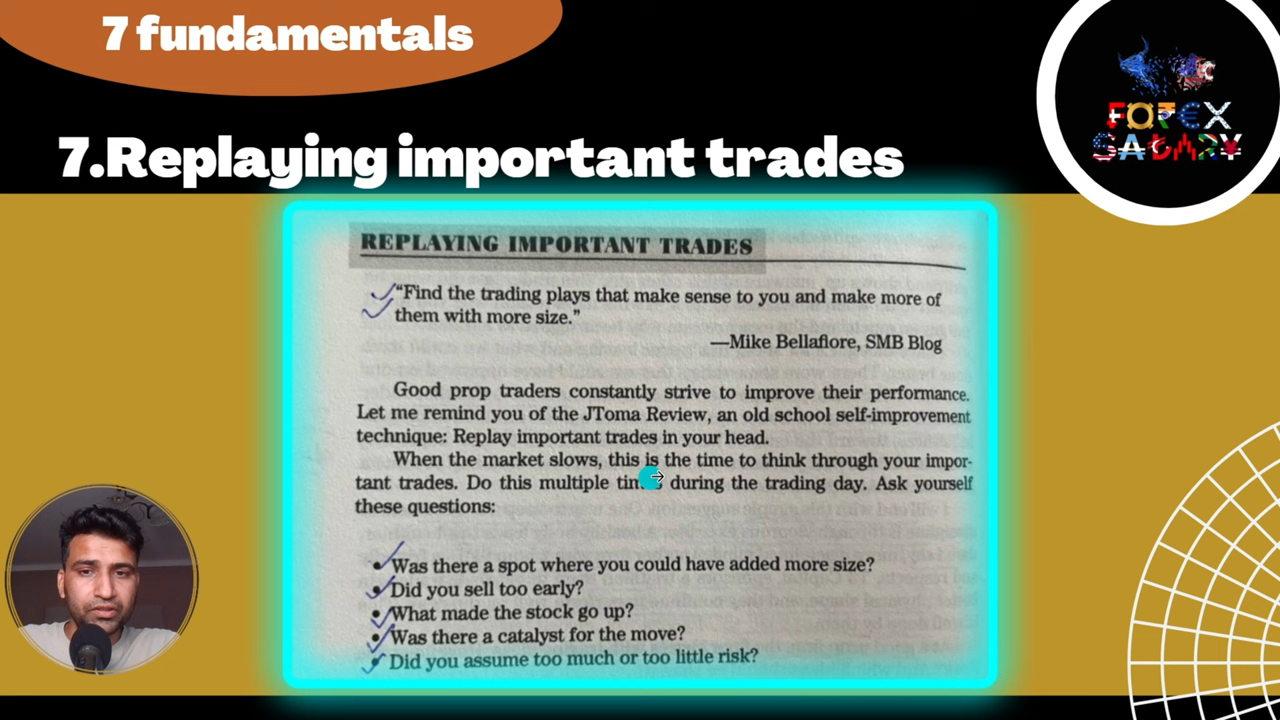 7 fundamentals
FOREX
SALARY
7.Replaying important trades
REPLAYING IMPORTANT TRADES
“Find the trading plays that make sense to you and make more of
them with more size.”
—Mike Bellafiore, SMB Blog
Good prop traders constantly strive to improve their performance.
Let me remind you of the JToma Review, an old school self-improvement
technique: Replay important trades in your head.
When the market slows, this is the time to think through your impor-
tant trades. Do this multiple during the trading day. Ask yourself
these questions:
• Was there a spot where you could have added more size?
• Did you sell too early?
• What made the stock go up?
• Was there a catalyst for the move?
• Did you assume too much or too little risk?